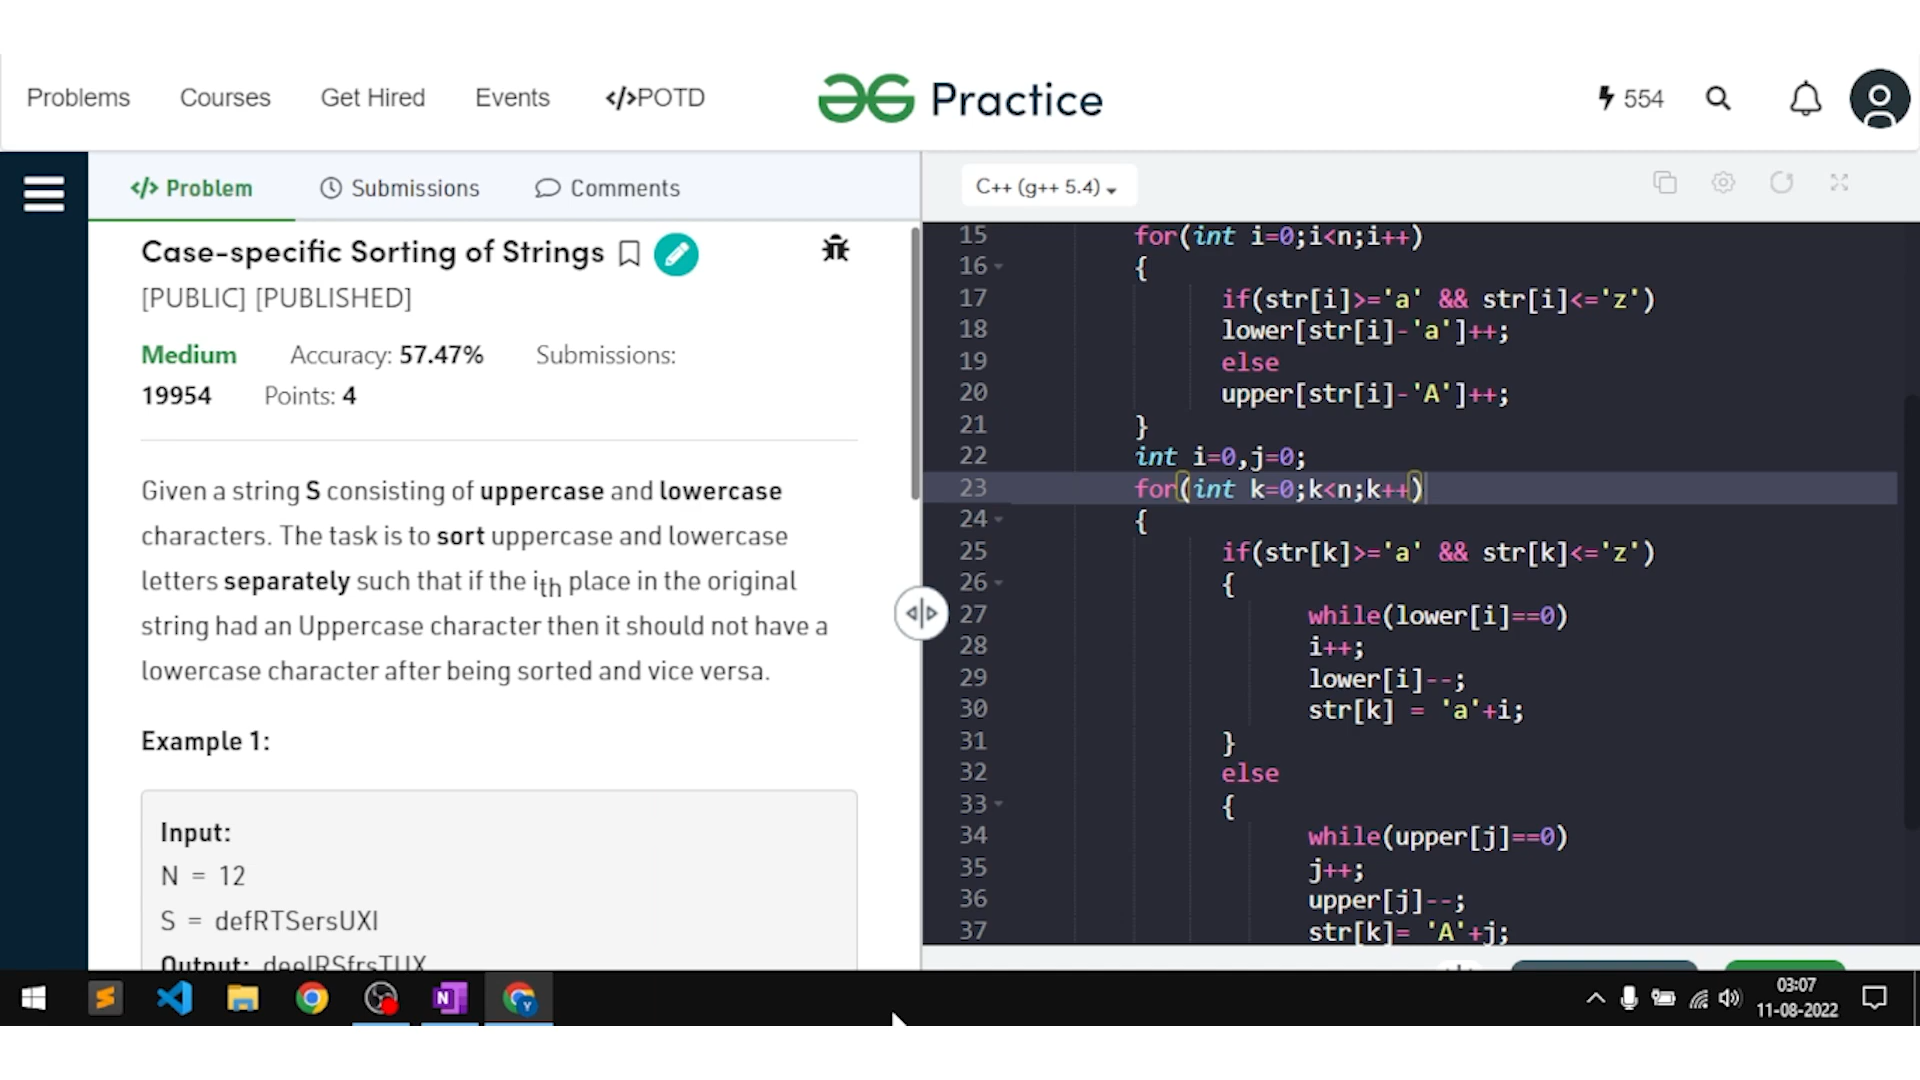 Problems Courses Get Hired Events </>POTD Practice 554
</> Problem Submissions Comments C++ (g++ 5.4)
Case-specific Sorting of Strings
[PUBLIC] [PUBLISHED]
Medium Accuracy: 57.47% Submissions:
19954 Points: 4
Given a string S consisting of uppercase and lowercase
characters. The task is to sort uppercase and lowercase
letters separately such that if the ith place in the original
string had an Uppercase character then it should not have a
lowercase character after being sorted and vice versa.
Example 1:
Input:
N = 12
S = defRTSersUXI
Output: deeIRSfrsTUX
15 for(int i=0;i<n;i++)
16 {
17 if(str[i]>='a' && str[i]<='z')
18 lower[str[i]-'a']++;
19 else
20 upper[str[i]-'A']++;
21 }
22 int i=0,j=0;
23 for(int k=0;k<n;k++)
24 {
25 if(str[k]>='a' && str[k]<='z')
26 {
27 while(lower[i]==0)
28 i++;
29 lower[i]--;
30 str[k] = 'a'+i;
31 }
32 else
33 {
34 while(upper[j]==0)
35 j++;
36 upper[j]--;
37 str[k]= 'A'+j;
N
Y
03:07
11-08-2022